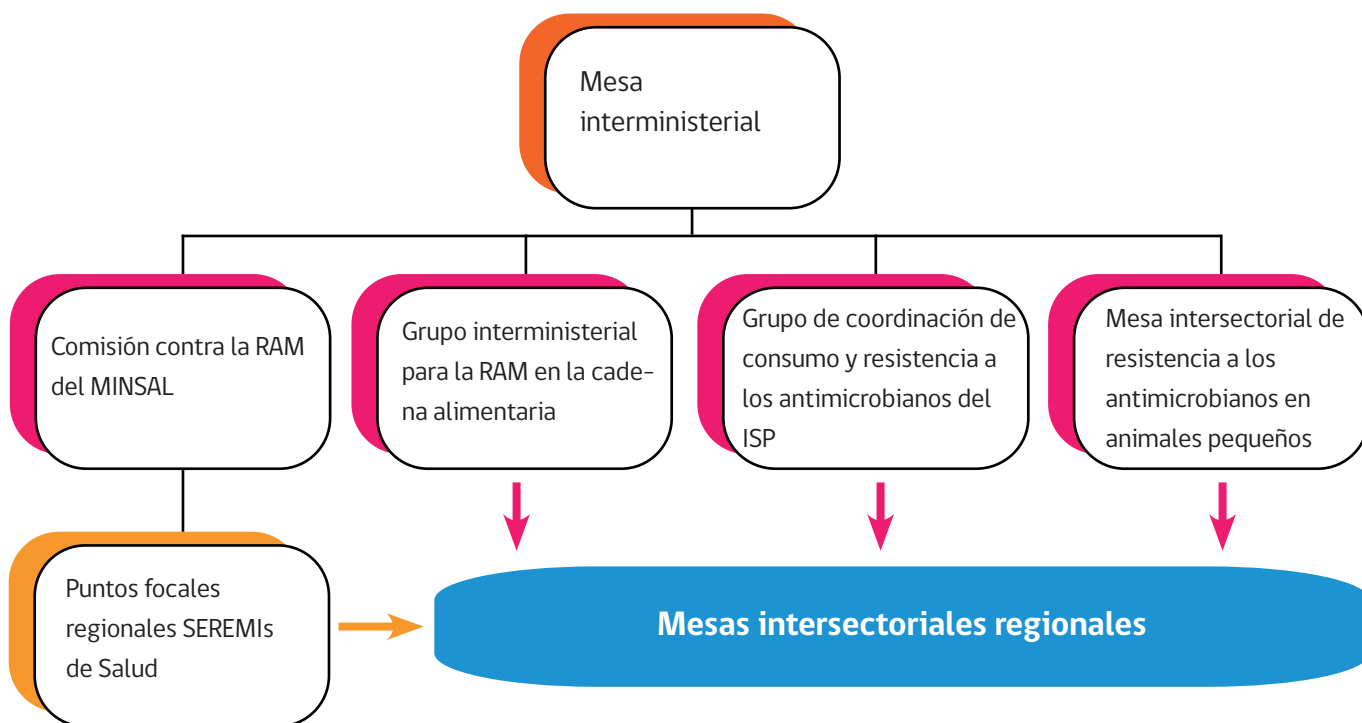 Mesa
interministerial
Comisión contra la RAM
del MINSAL
Grupo interministerial
para la RAM en la cade-
na alimentaria
Grupo de coordinación de
consumo y resistencia a
los antimicrobianos del
ISP
Mesa intersectorial de
resistencia a los
antimicrobianos en
animales pequeños
Puntos focales
regionales SEREMIs
de Salud
Mesas intersectoriales regionales